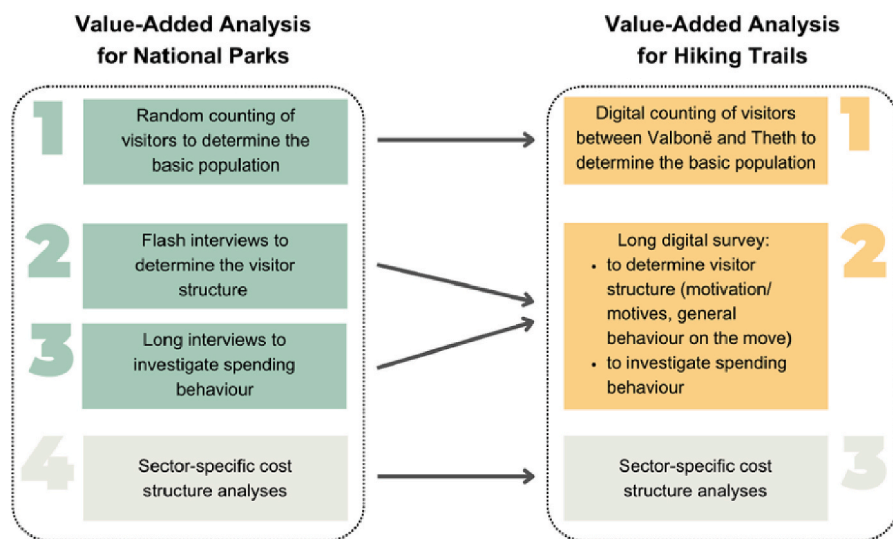 Value-Added Analysis
for National Parks
1
Random counting of
visitors to determine the
basic population
2
Flash interviews to
determine the visitor
structure
3
Long interviews to
investigate spending
behaviour
4
Sector-specific cost
structure analyses
Value-Added Analysis
for Hiking Trails
Digital counting of visitors
between Valbonë and Theth to
determine the basic population
1
Long digital survey:
• to determine visitor
structure (motivation/
motives, general
behaviour on the move)
• to investigate spending
behaviour
2
Sector-specific cost
structure analyses
3